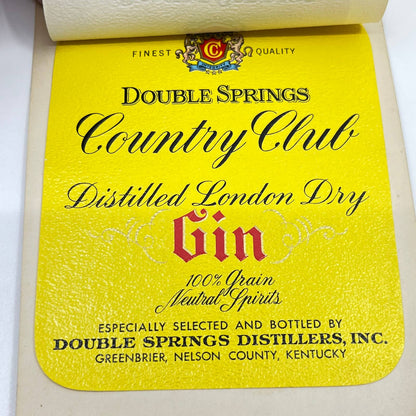 FINEST C QUALITY
DOUBLE SPRINGS
Country Club
Distilled London Dry
Gin
100% Grain
Neutral Spirits
ESPECIALLY SELECTED AND BOTTLED BY
DOUBLE SPRINGS DISTILLERS, INC.
GREENBRIER, NELSON COUNTY, KENTUCKY